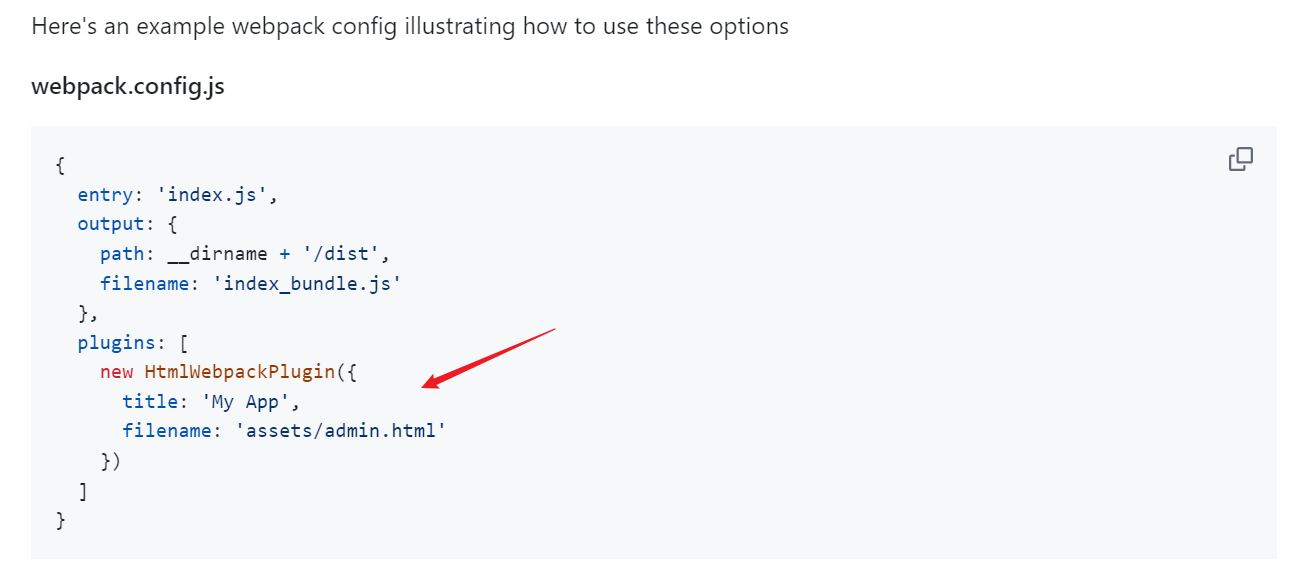 Here's an example webpack config illustrating how to use these options
webpack.config.js
{
  entry: 'index.js',
  output: {
    path: __dirname + '/dist',
    filename: 'index_bundle.js'
  },
  plugins: [
    new HtmlWebpackPlugin({
      title: 'My App',
      filename: 'assets/admin.html'
    })
  ]
}